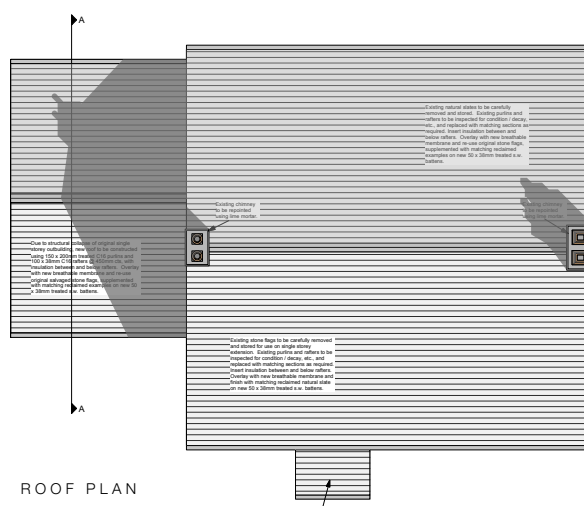 A
Existing natural slates to be carefully
removed and stored. Existing purlins and
rafters to be inspected for condition / decay,
etc., and replaced with matching sections as
required. Insert insulation between and
below rafters. Overlay with new breathable
membrane and re-use original stone flags,
supplemented with matching reclaimed
examples on new 50 x 38mm treated s.w.
battens.
Existing chimney
to be repointed
using lime mortar.
Existing chimney
to be repointed
using lime mortar.
Due to structural collapse of original single
storey outbuilding, new roof to be constructed
using 150 x 200mm treated C16 purlins and
100 x 38mm C16 rafters @ 450mm c/s, with
insulation between and below rafters. Overlay
with new breathable membrane and re-use
original salvaged stone flags, supplemented
with matching reclaimed examples on new 50
x 38mm treated s.w. battens.
Existing stone flags to be carefully removed
and stored for use on single storey
extension. Existing purlins and rafters to be
inspected for condition / decay, etc., and
replaced with matching sections as required.
Insert insulation between and below rafters.
Overlay with new breathable membrane and
finish with matching reclaimed natural slate
on new 50 x 38mm treated s.w. battens.
A
ROOF PLAN